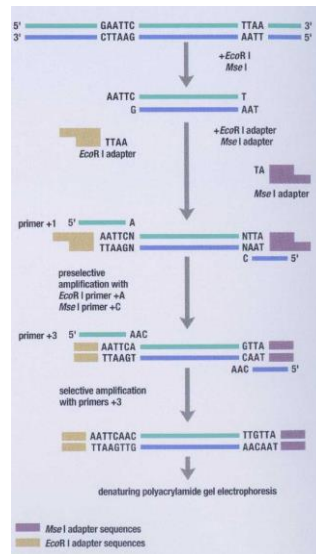 5' GAATTC TTAA 3'
3' CTTAAG AATT 5'
+EcoR I
Mse I
AATTC T
G AAT
+EcoR I adapter
Mse I adapter
TTAA
EcoR I adapter
TA
Mse I adapter
primer +1 5' A
AATTCN NTTA
TTAAGN NAAT
C 5'
preselective
amplification with
EcoR I primer +A
Mse I primer +C
primer +3 5' AAC
AATTCA GTTA
TTAAGT CAAT
AAC 5'
selective amplification
with primers +3
AATTCAAC TTGTTA
TTAAGTTG AACAAT
denaturing polyacrylamide gel electrophoresis
Mse I adapter sequences
EcoR I adapter sequences